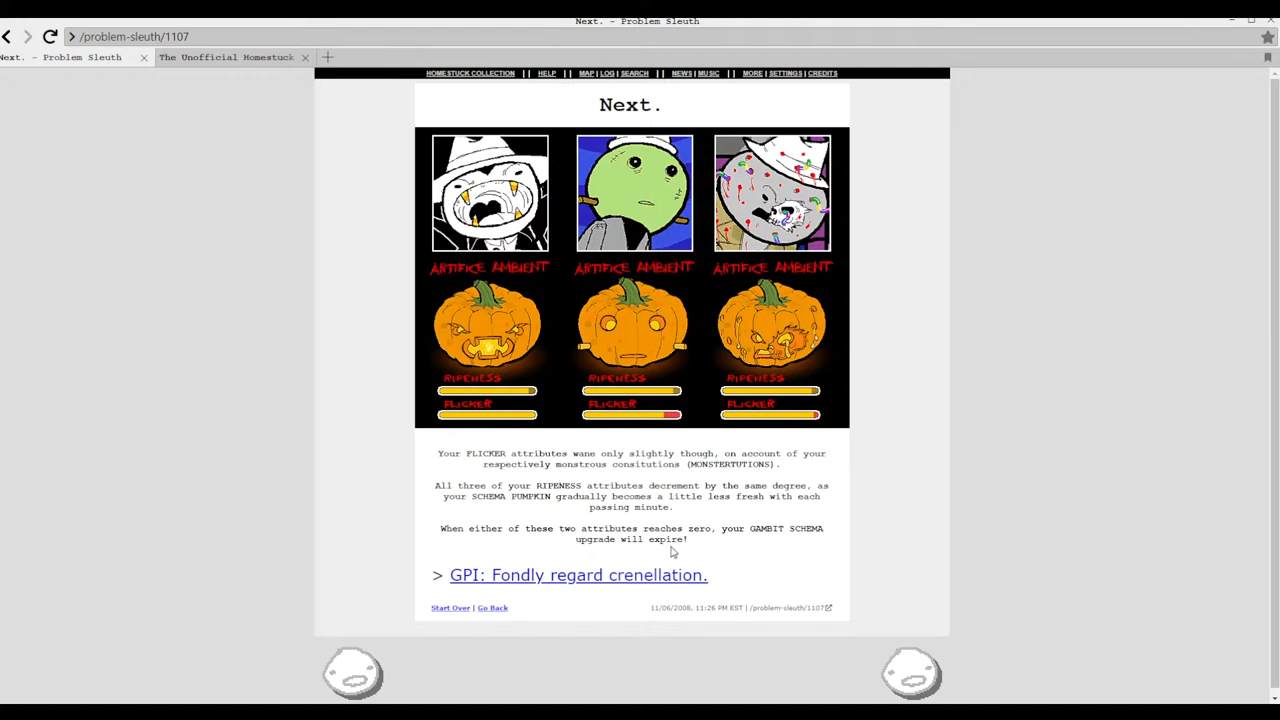 Next. - Problem Sleuth
/problem-sleuth/1107
Next. - Problem Sleuth
The Unofficial Homestuck
HOMESTUCK COLLECTION || HELP || MAP | LOG | SEARCH || NEWS | MUSIC || MORE | SETTINGS | CREDITS
Next.
ARTIFICE AMBIENT ARTIFICE AMBIENT ARTIFICE AMBIENT
RIPENESS RIPENESS RIPENESS
FLICKER FLICKER FLICKER
Your FLICKER attributes wane only slightly though, on account of your
respectively monstrous consitutions (MONSTERTUTIONS).
All three of your RIPENESS attributes decrement by the same degree, as
your SCHEMA PUMPKIN gradually becomes a little less fresh with each
passing minute.
When either of these two attributes reaches zero, your GAMBIT SCHEMA
upgrade will expire!
> GPI: Fondly regard crenellation.
Start Over | Go Back 11/06/2008, 11:26 PM EST | /problem-sleuth/1107